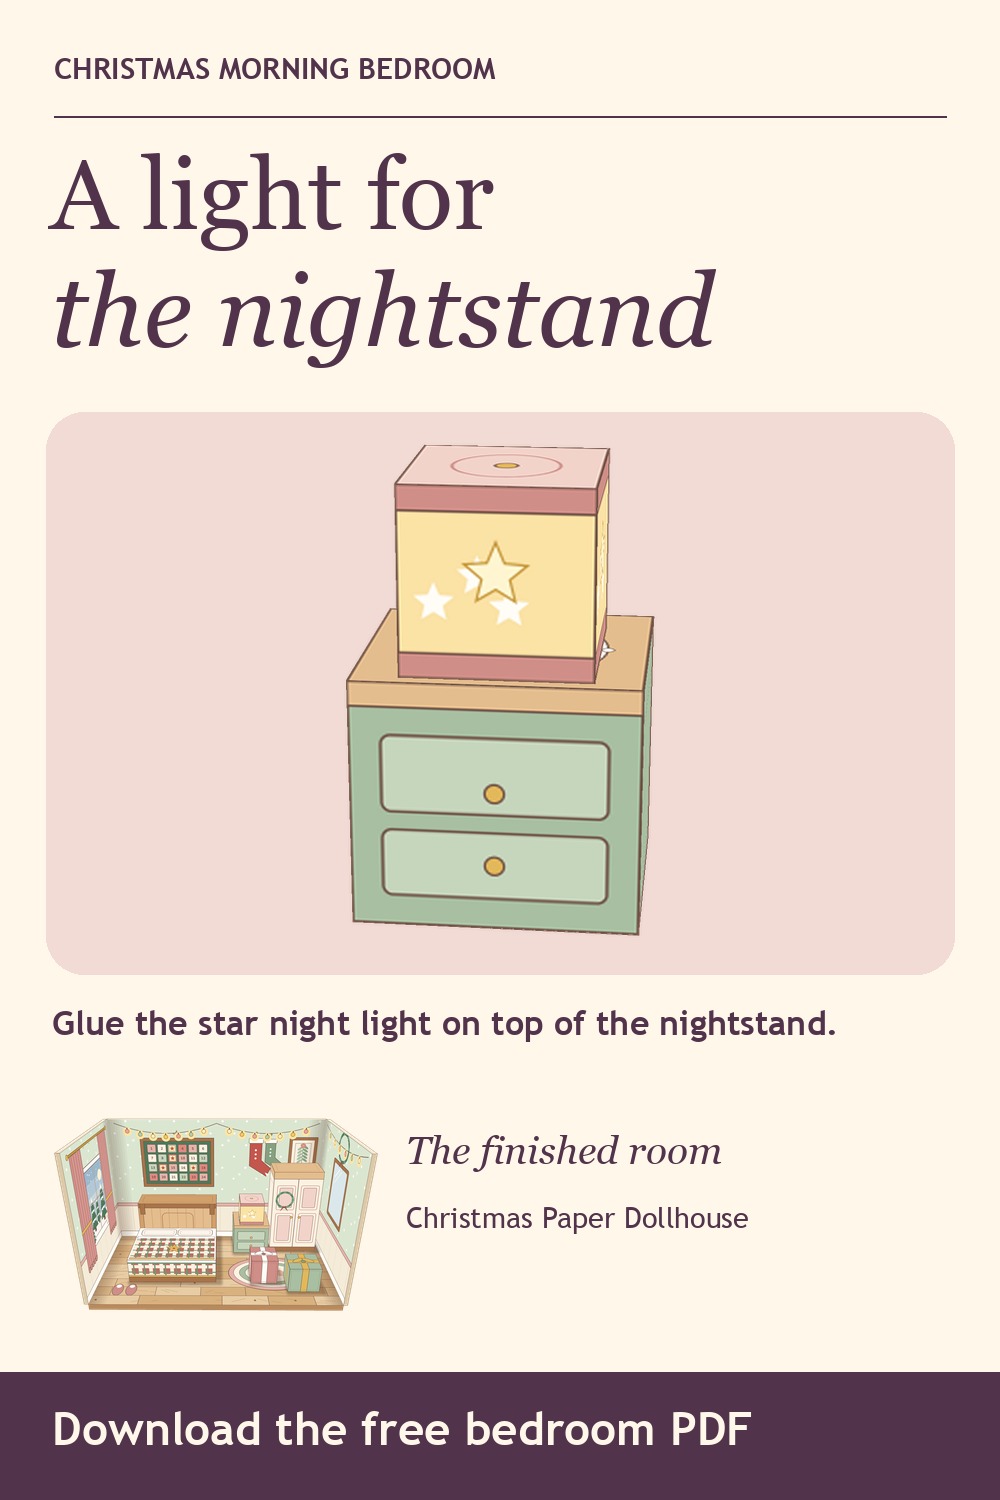 CHRISTMAS MORNING BEDROOM
A light for
the nightstand
Glue the star night light on top of the nightstand.
The finished room
Christmas Paper Dollhouse
Download the free bedroom PDF